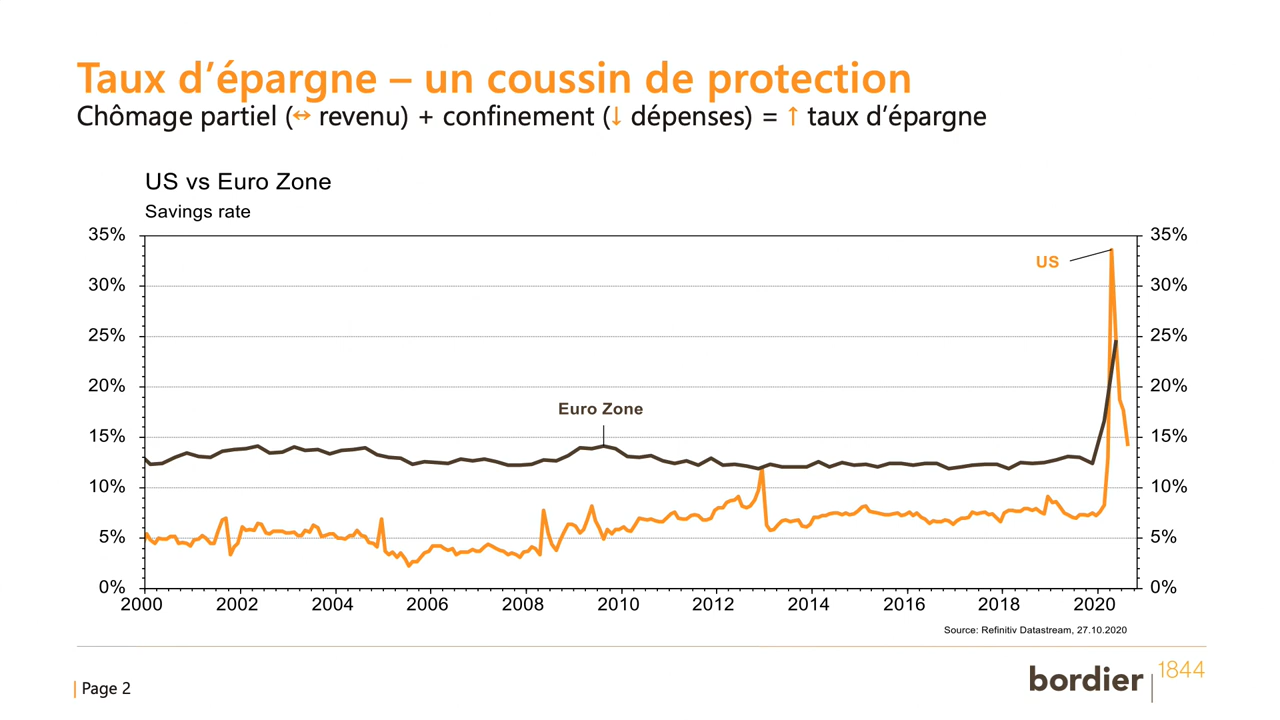 Taux d’épargne – un coussin de protection
Chômage partiel (↔ revenu) + confinement (↓ dépenses) = ↑ taux d’épargne
US vs Euro Zone
Savings rate
35% 35%
US
30% 30%
25% 25%
20% 20%
Euro Zone
15% 15%
10% 10%
5% 5%
0% 0%
2000 2002 2004 2006 2008 2010 2012 2014 2016 2018 2020
Source: Refinitiv Datastream, 27.10.2020
Page 2
bordier 1844